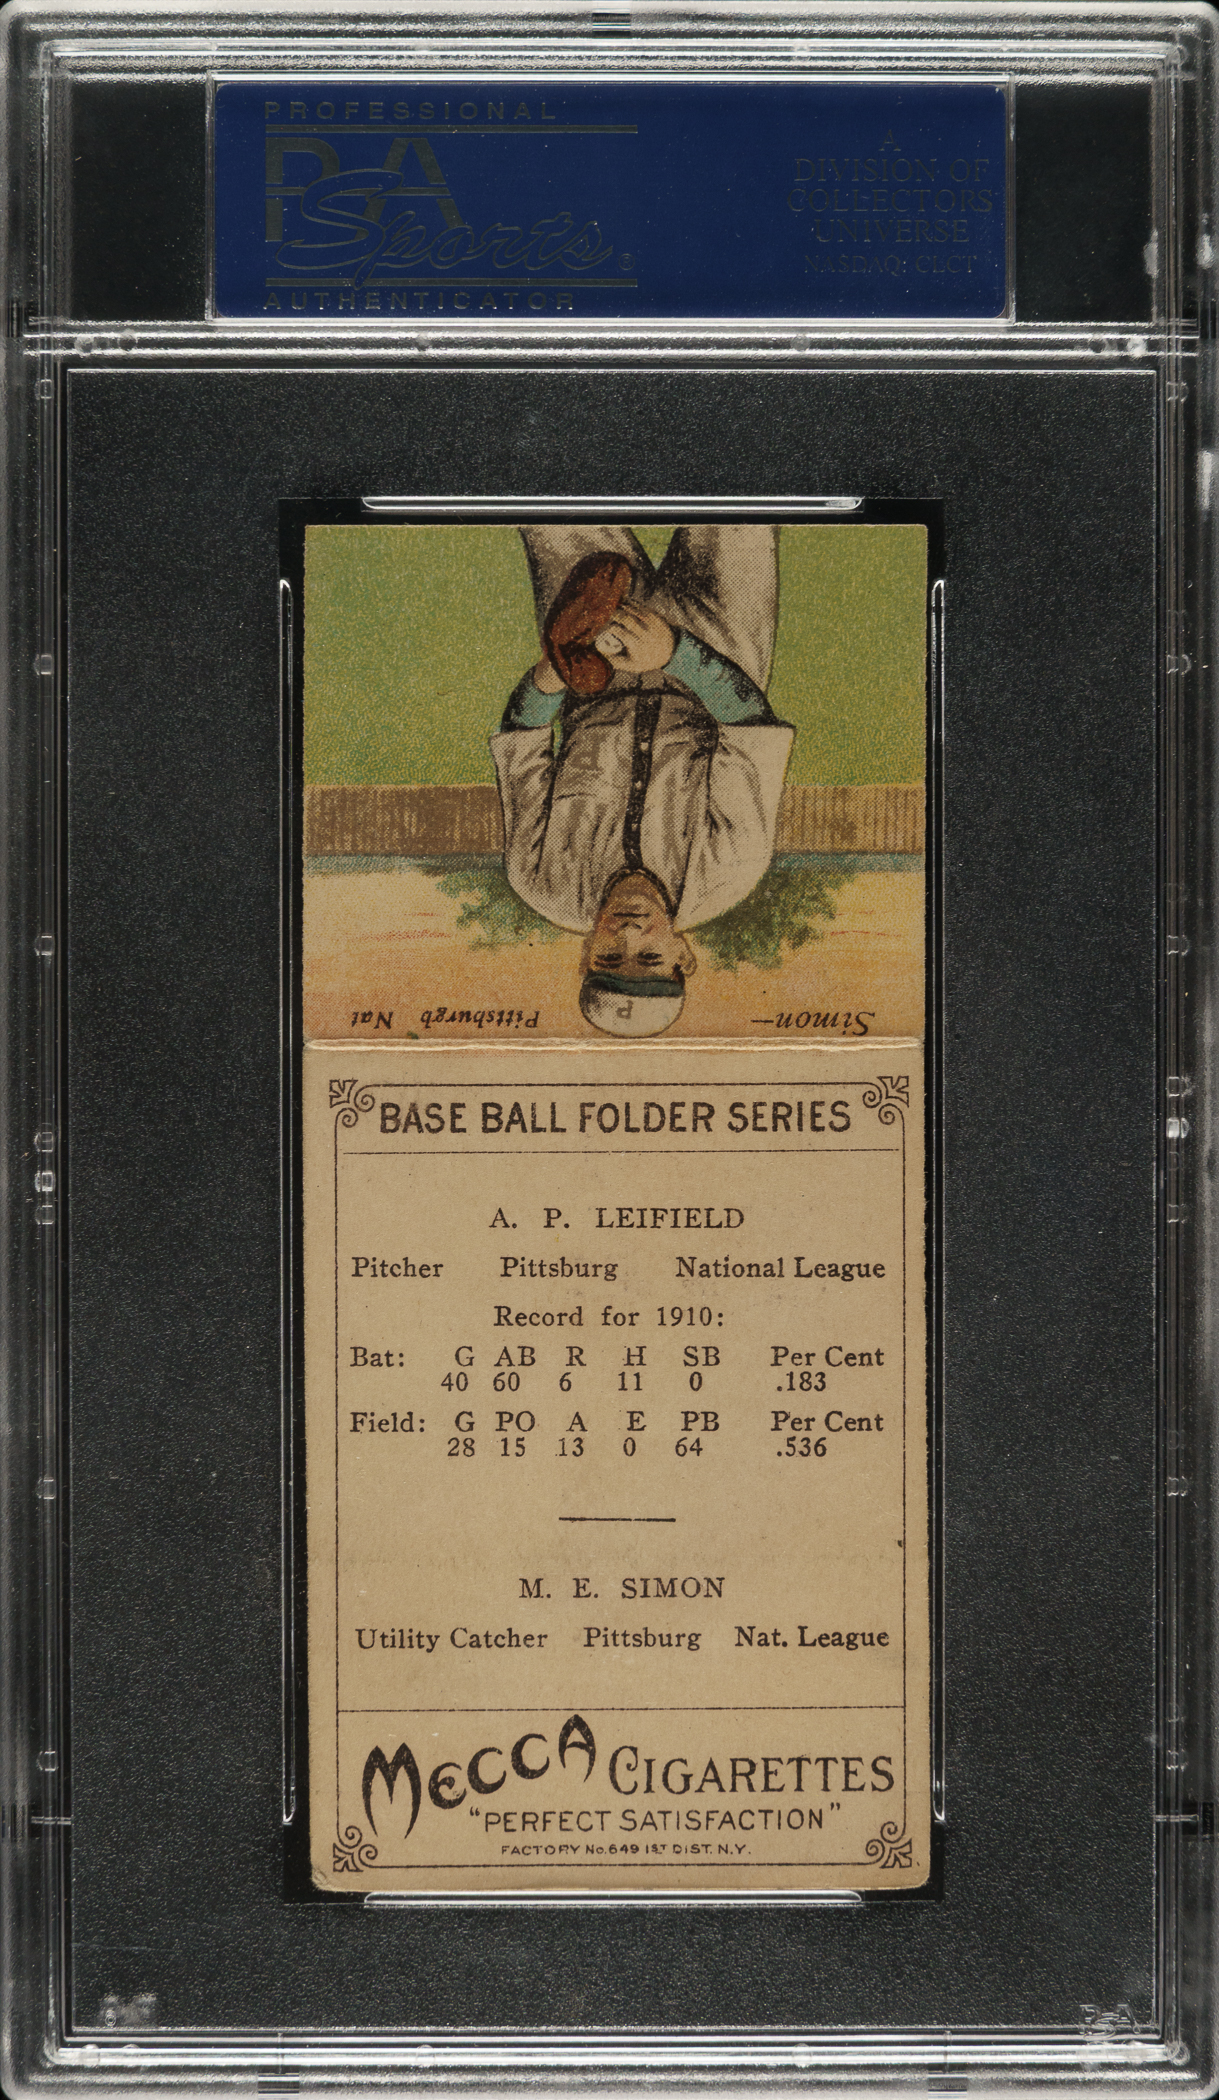 PROFESSIONAL
PSA
Sports®
AUTHENTICATOR
A
DIVISION OF
COLLECTORS
UNIVERSE
NASDAQ: CLCT
P
Simon—
Pittsburgh Nat
BASE BALL FOLDER SERIES
A. P. LEIFIELD
Pitcher Pittsburg National League
Record for 1910:
Bat: G AB R H SB Per Cent
40 60 6 11 0 .183
Field: G PO A E PB Per Cent
28 15 13 0 64 .536
M. E. SIMON
Utility Catcher Pittsburg Nat. League
MECCA CIGARETTES
"PERFECT SATISFACTION"
FACTORY No. 649 1ST DIST. N.Y.
PSA